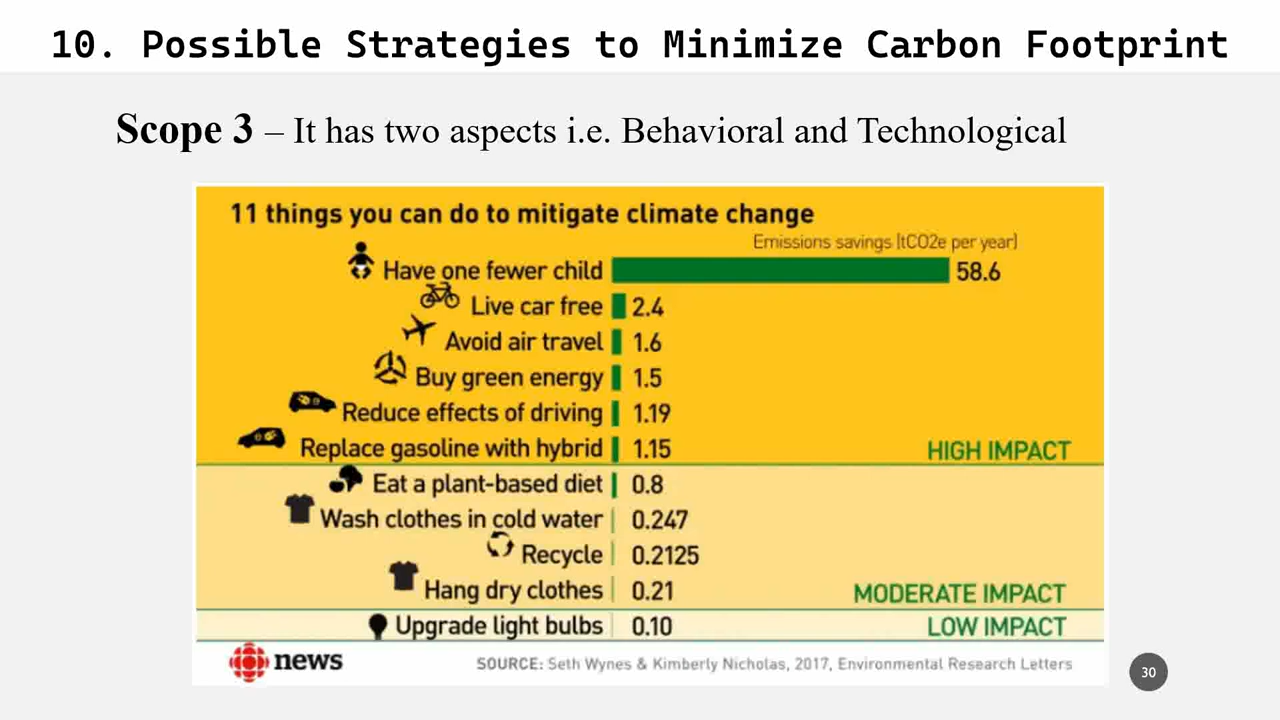 10. Possible Strategies to Minimize Carbon Footprint
Scope 3 – It has two aspects i.e. Behavioral and Technological
11 things you can do to mitigate climate change
Emissions savings (tCO2e per year)
Have one fewer child 58.6
Live car free 2.4
Avoid air travel 1.6
Buy green energy 1.5
Reduce effects of driving 1.19
Replace gasoline with hybrid 1.15 HIGH IMPACT
Eat a plant-based diet 0.8
Wash clothes in cold water 0.247
Recycle 0.2125
Hang dry clothes 0.21 MODERATE IMPACT
Upgrade light bulbs 0.10 LOW IMPACT
news SOURCE: Seth Wynes & Kimberly Nicholas, 2017, Environmental Research Letters
30